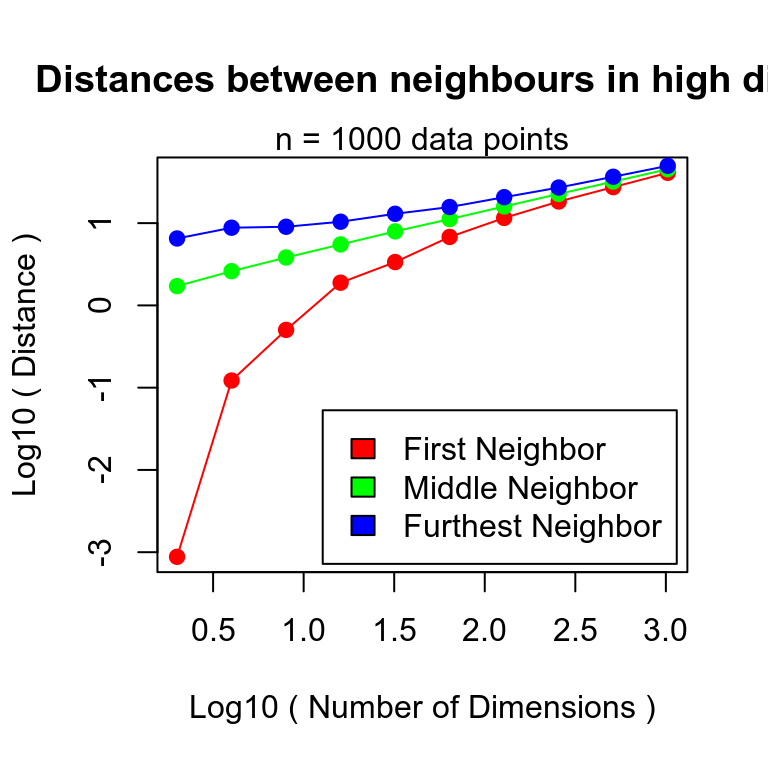 Distances between neighbours in high di
n = 1000 data points
Log10 ( Distance )
1
0
-1
-2
-3
First Neighbor
Middle Neighbor
Furthest Neighbor
0.5 1.0 1.5 2.0 2.5 3.0
Log10 ( Number of Dimensions )